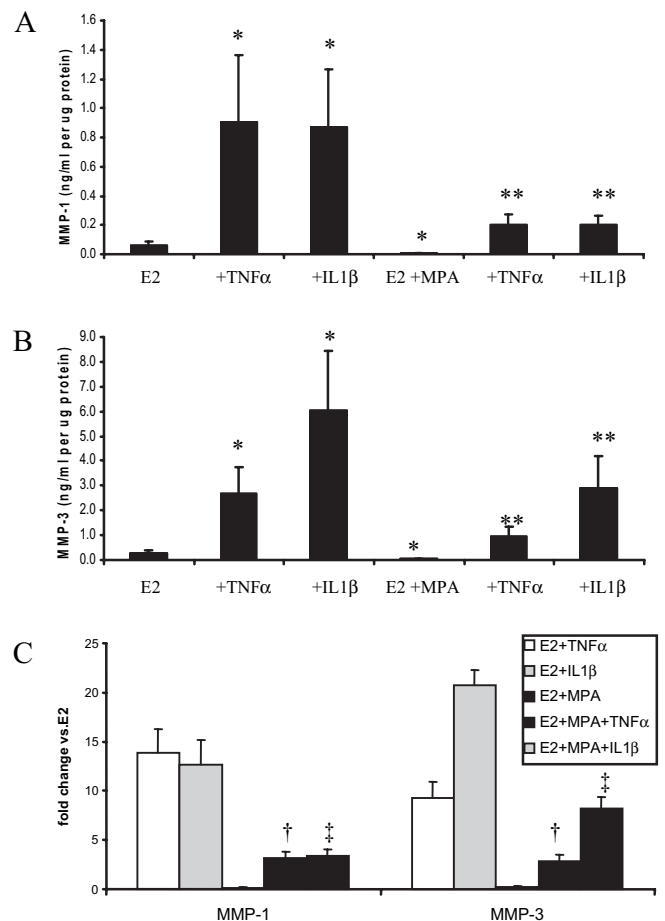 A
MMP-1 (ng/ml per ug protein)
1.6
1.4
1.2
1.0
0.8
0.6
0.4
0.2
0.0
* * * ** **
E2 +TNFα +IL1β E2 +MPA +TNFα +IL1β
B
MMP-3 (ng/ml per ug protein)
9.0
8.0
7.0
6.0
5.0
4.0
3.0
2.0
1.0
0.0
* * * ** **
E2 +TNFα +IL1β E2 +MPA +TNFα +IL1β
C
fold change vs.E2
25
20
15
10
5
0
† ‡ † ‡
E2+TNFα
E2+IL1β
E2+MPA
E2+MPA+TNFα
E2+MPA+IL1β
MMP-1 MMP-3